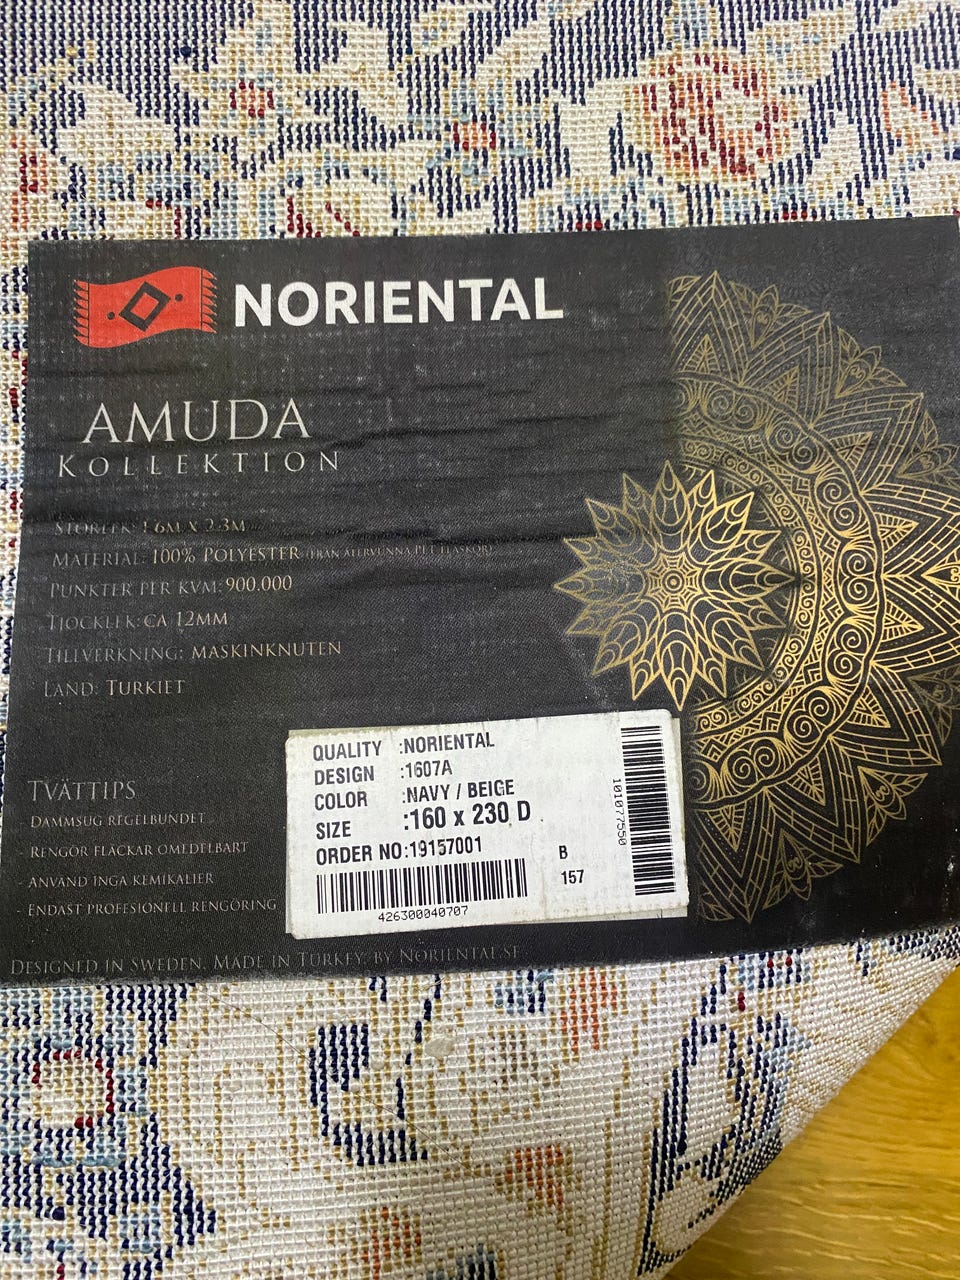 NORIENTAL
AMUDA
KOLLEKTION
STORLEK: 1.6M X 2.3M
MATERIAL: 100% POLYESTER (FRÅN ÅTERVUNNA PET FLASKOR)
PUNKTER PER KVM: 900.000
TJOCKLEK: CA 12MM
TILLVERKNING: MASKINKNUTEN
LAND: TURKIET
TVÄTTIPS
DAMMSUG REGELBUNDET
- RENGÖR FLÄCKAR OMEDELBART
- ANVÄND INGA KEMIKALIER
- ENDAST PROFESIONELL RENGÖRING
DESIGNED IN SWEDEN, MADE IN TURKEY, BY NORIENTAL.SE
QUALITY :NORIENTAL
DESIGN :1607A
COLOR :NAVY / BEIGE
SIZE :160 x 230 D
ORDER NO:19157001
426300040707
B
157
101077550